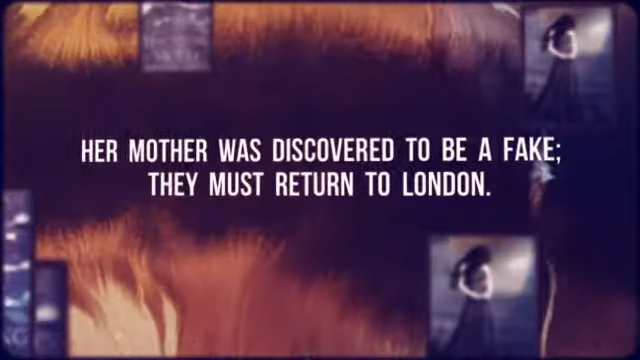 HER MOTHER WAS DISCOVERED TO BE A FAKE;
THEY MUST RETURN TO LONDON.